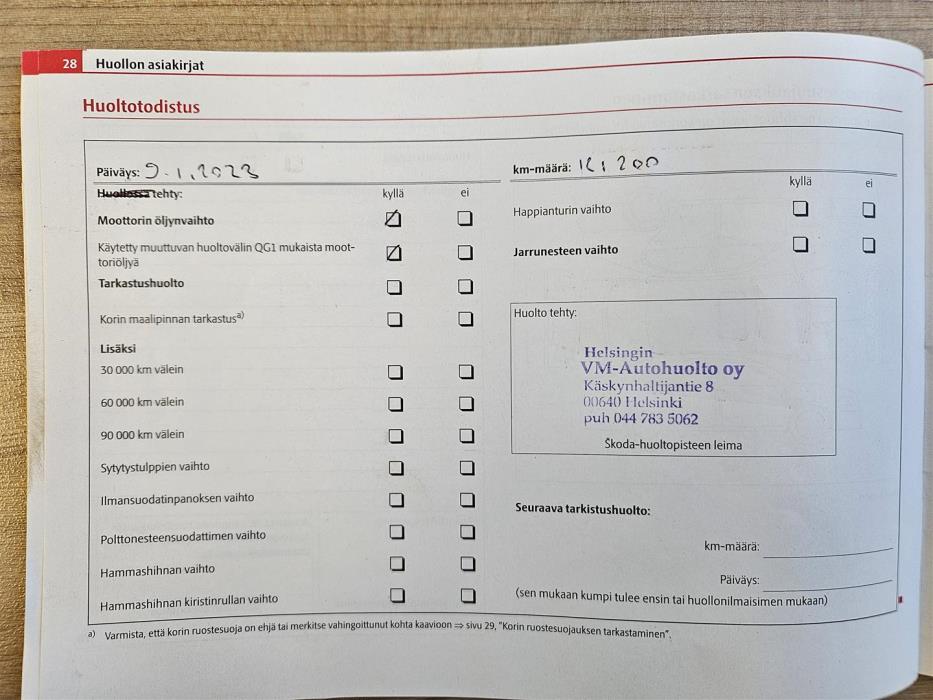 28 Huollon asiakirjat
Huoltotodistus
Päiväys: 9.1.2023
Huollossa tehty: kyllä ei
Moottorin öljynvaihto
Käytetty muuttuvan huoltovälin QG1 mukaista moot-
toriöljyä
Tarkastushuolto
Korin maalipinnan tarkastusa)
Lisäksi
30 000 km välein
60 000 km välein
90 000 km välein
Sytytystulppien vaihto
Ilmansuodatinpanoksen vaihto
Polttonesteensuodattimen vaihto
Hammashihnan vaihto
Hammashihnan kiristinrullan vaihto
km-määrä:
kyllä ei
Happianturin vaihto
Jarrunesteen vaihto
Huolto tehty:
Helsingin
VM-Autohuolto oy
Käskynhaltijantie 8
00640 Helsinki
puh 044 783 5062
Škoda-huoltopisteen leima
Seuraava tarkistushuolto:
km-määrä:
Päiväys:
(sen mukaan kumpi tulee ensin tai huollonilmaisimen mukaan)
a) Varmista, että korin ruostesuoja on ehjä tai merkitse vahingoittunut kohta kaavioon ⇒ sivu 29, "Korin ruostesuojauksen tarkastaminen".